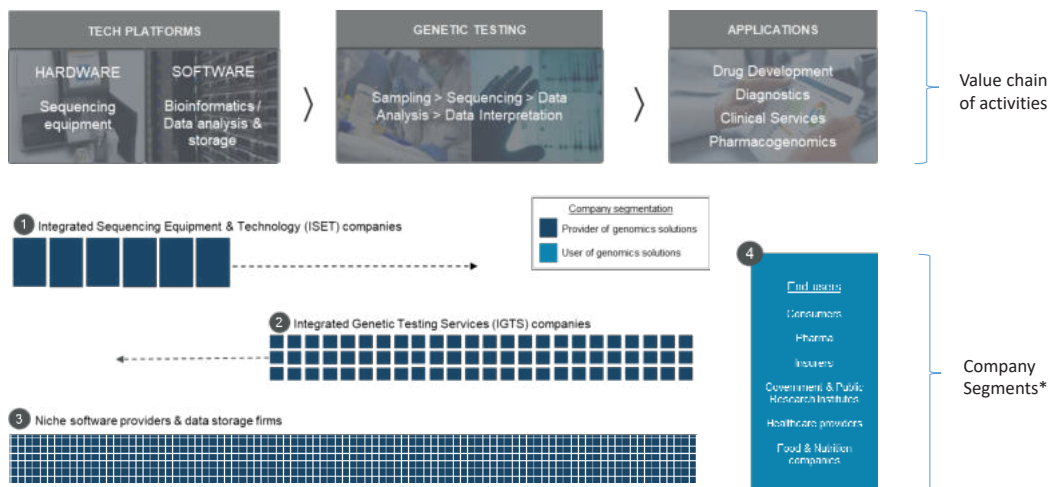 TECH PLATFORMS
GENETIC TESTING
APPLICATIONS
HARDWARE
Sequencing
equipment
SOFTWARE
Bioinformatics /
Data analysis &
storage
Sampling > Sequencing > Data
Analysis > Data Interpretation
Drug Development
Diagnostics
Clinical Services
Pharmacogenomics
Value chain
of activities
1 Integrated Sequencing Equipment & Technology (ISET) companies
Company segmentation
Provider of genomics solutions
User of genomics solutions
2 Integrated Genetic Testing Services (IGTS) companies
3 Niche software providers & data storage firms
4
End users
Consumers
Pharma
Insurers
Government & Public
Research Institutes
Healthcare providers
Food & Nutrition
companies
Company
Segments*